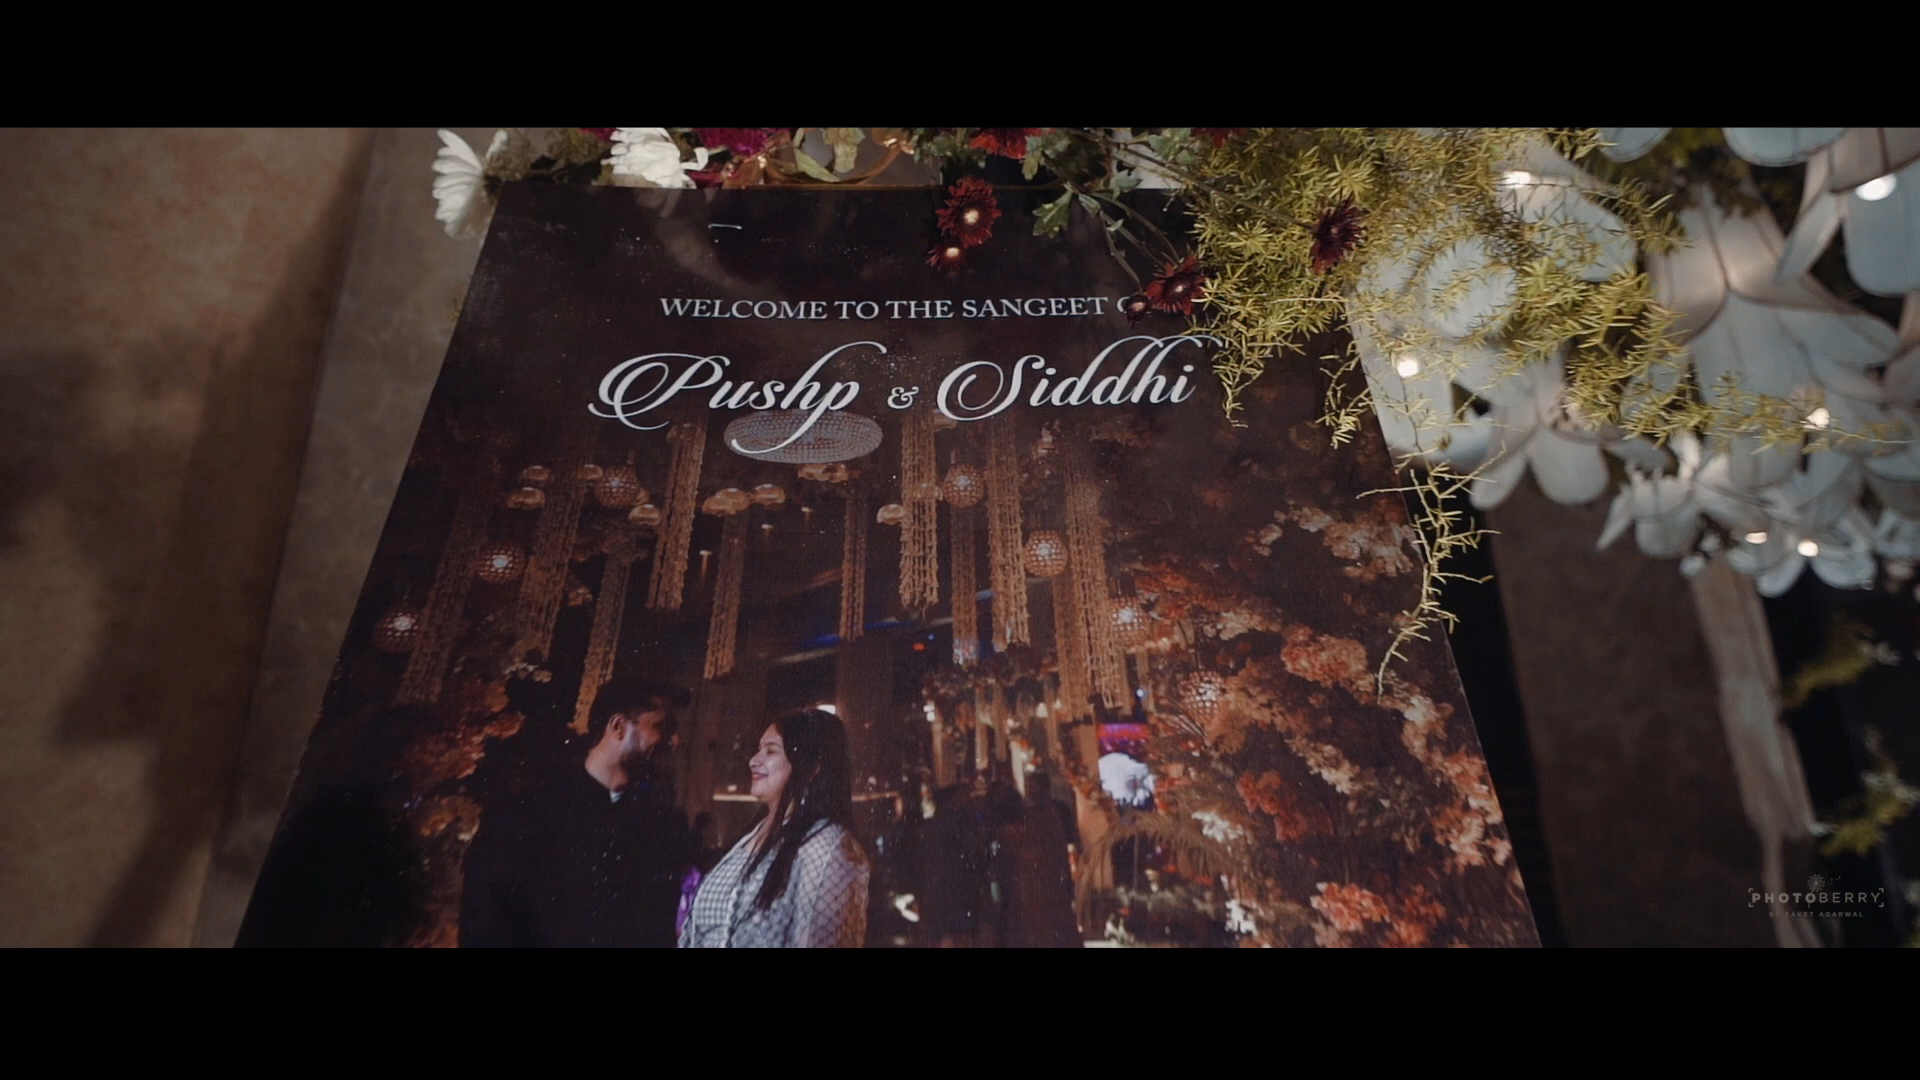 WELCOME TO THE SANGEET
Pushp & Siddhi
PHOTOBERRY
BY SAKET AGARWAL